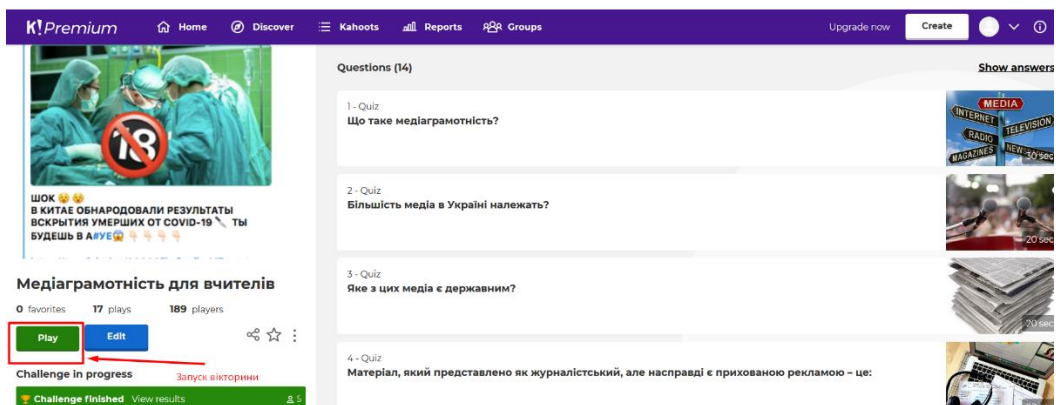 K!Premium
Home
Discover
Kahoots
Reports
Groups
Upgrade now
Create
18
ШОК 😵 😵
В КИТАЕ ОБНАРОДОВАЛИ РЕЗУЛЬТАТЫ
ВСКРЫТИЯ УМЕРШИХ ОТ COVID-19 🔪 ТЫ
БУДЕШЬ В А#УЕ😱 👇 👇 👇 👇
Медіаграмотність для вчителів
0 favorites 17 plays 189 players
Play
Edit
Challenge in progress
Запуск вікторини
Challenge finished View results 5
Questions (14)
Show answers
1 - Quiz
Що таке медіаграмотність?
MEDIA
INTERNET
TELEVISION
RADIO
MAGAZINES
30 sec
2 - Quiz
Більшість медіа в Україні належать?
20 sec
3 - Quiz
Яке з цих медіа є державним?
20 sec
4 - Quiz
Матеріал, який представлено як журналістський, але насправді є прихованою рекламою – це: